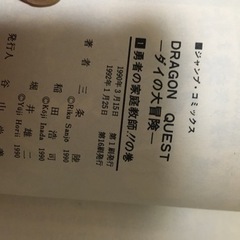 ■ジャンプ・コミックス
DRAGON QUEST
―ダイの大冒険―
1勇者の家庭教師!!の巻
1990年3月15日 第1刷発行
1992年1月25日 第16刷発行
著者 三条 陸
©Riku Sanjo
稲田浩司
©Koji Inada
堀井雄二
©Yuji Horii
発行人